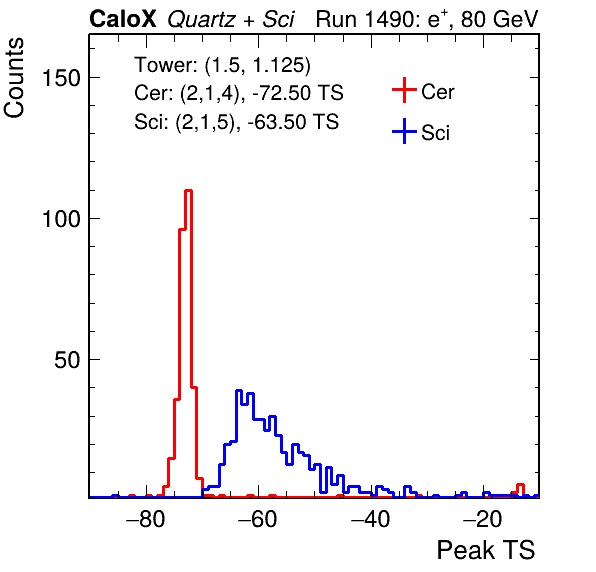 CaloX Quartz + Sci Run 1490: e+, 80 GeV
Counts
Tower: (1.5, 1.125)
Cer: (2,1,4), -72.50 TS
Sci: (2,1,5), -63.50 TS
Cer
Sci
150
100
50
−80 −60 −40 −20
Peak TS